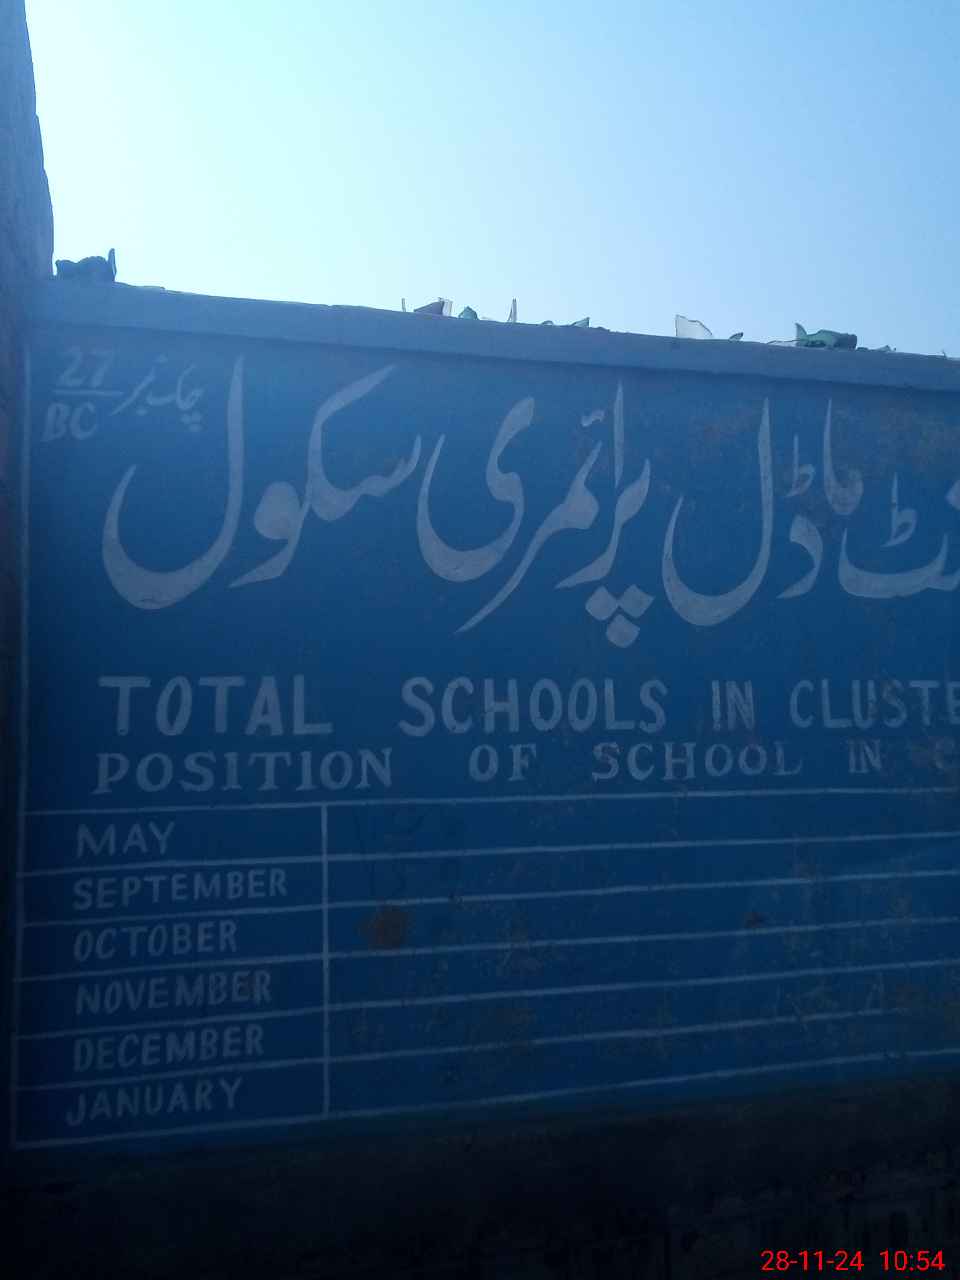 چک نمبر 27/BC
ماڈل پرائمری سکول
TOTAL SCHOOLS IN CLUSTE
POSITION OF SCHOOL IN C
MAY
SEPTEMBER
OCTOBER
NOVEMBER
DECEMBER
JANUARY
28-11-24 10:54